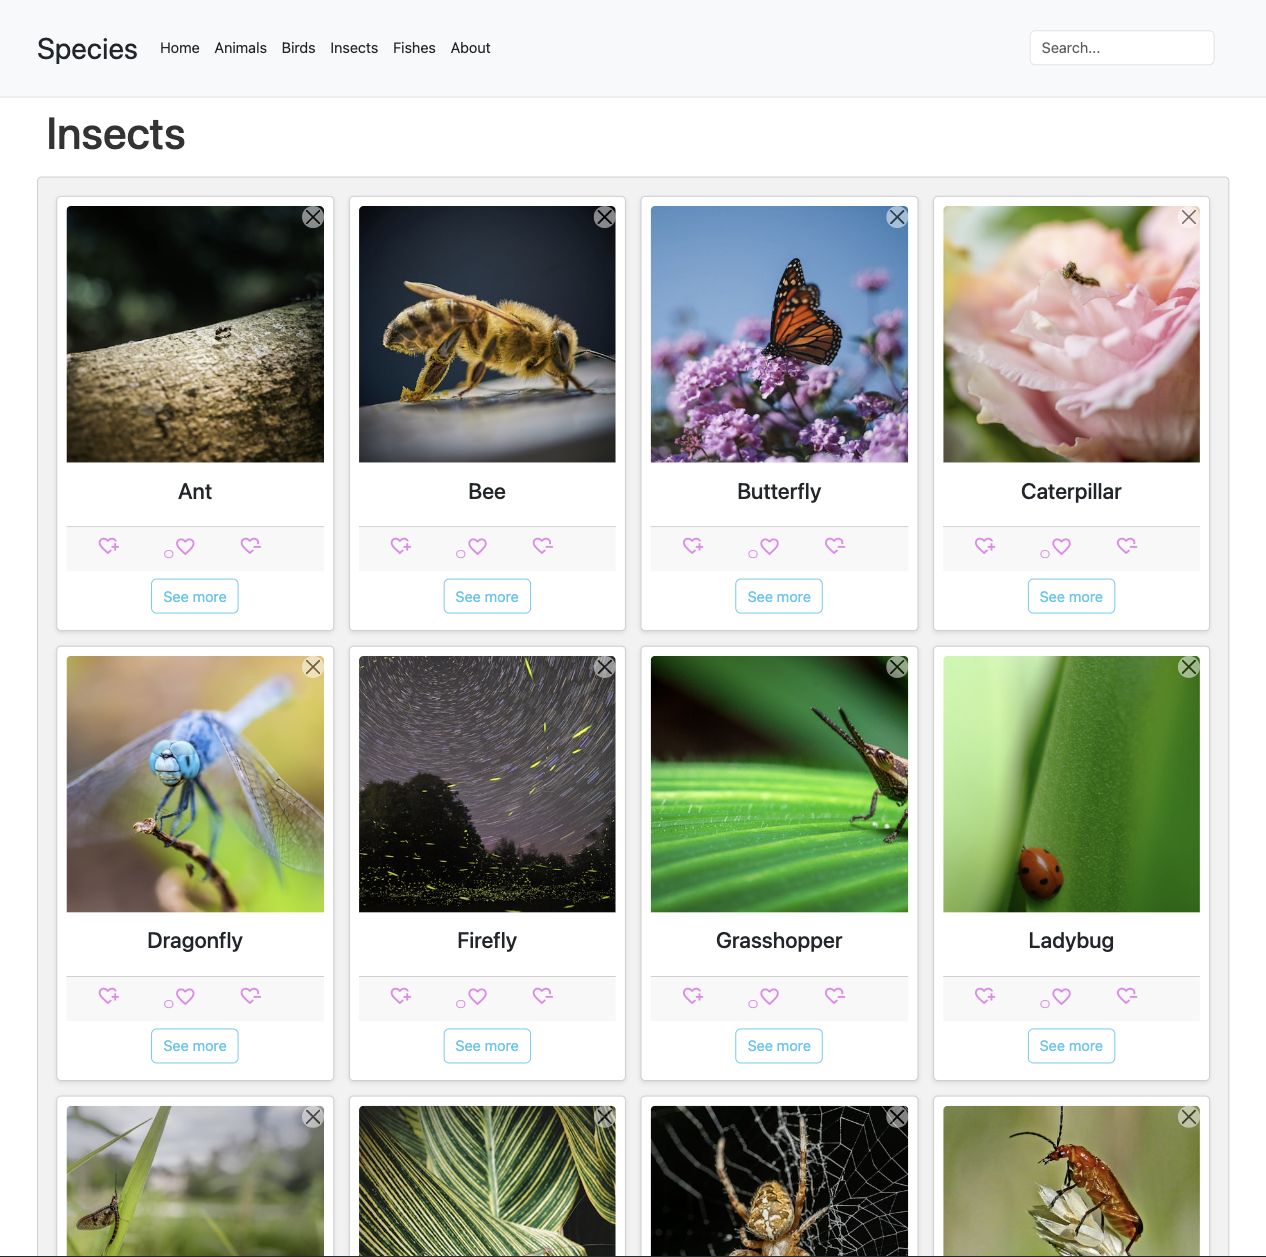 Species Home Animals Birds Insects Fishes About Search...
Insects
Ant Bee Butterfly Caterpillar
0 0 0 0
See more See more See more See more
Dragonfly Firefly Grasshopper Ladybug
0 0 0 0
See more See more See more See more